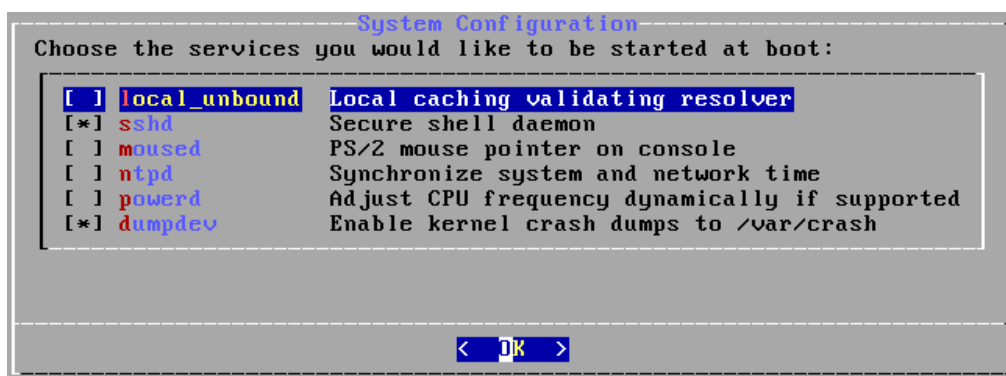 System Configuration
Choose the services you would like to be started at boot:
[ ] local_unbound Local caching validating resolver
[*] sshd Secure shell daemon
[ ] moused PS/2 mouse pointer on console
[ ] ntpd Synchronize system and network time
[ ] powerd Adjust CPU frequency dynamically if supported
[*] dumpdev Enable kernel crash dumps to /var/crash
< OK >